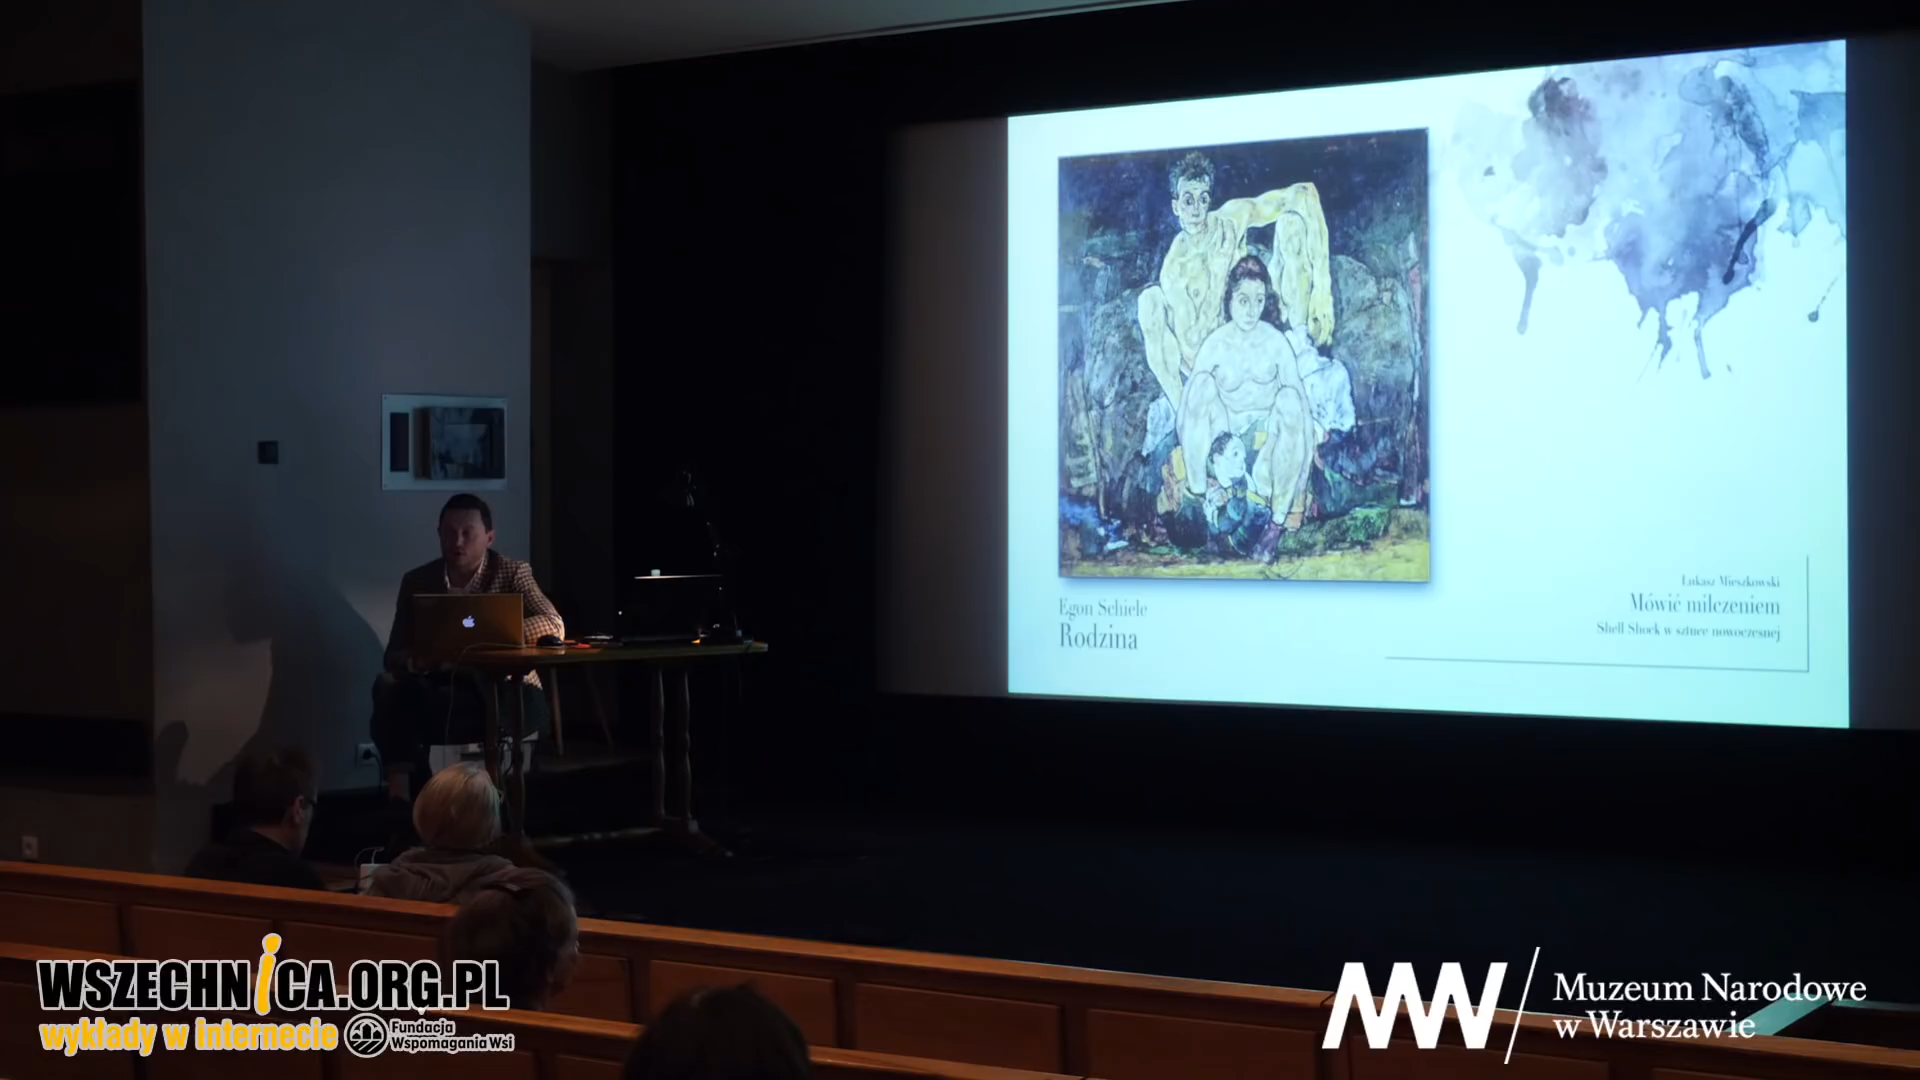 Egon Schiele
Rodzina
Łukasz Mieszkowski
Mówić milczeniem
Shell Shock w sztuce nowoczesnej
WSZECHNICA.ORG.PL
wykłady w internecie
Fundacja
Wspomagania Wsi
Muzeum Narodowe
w Warszawie